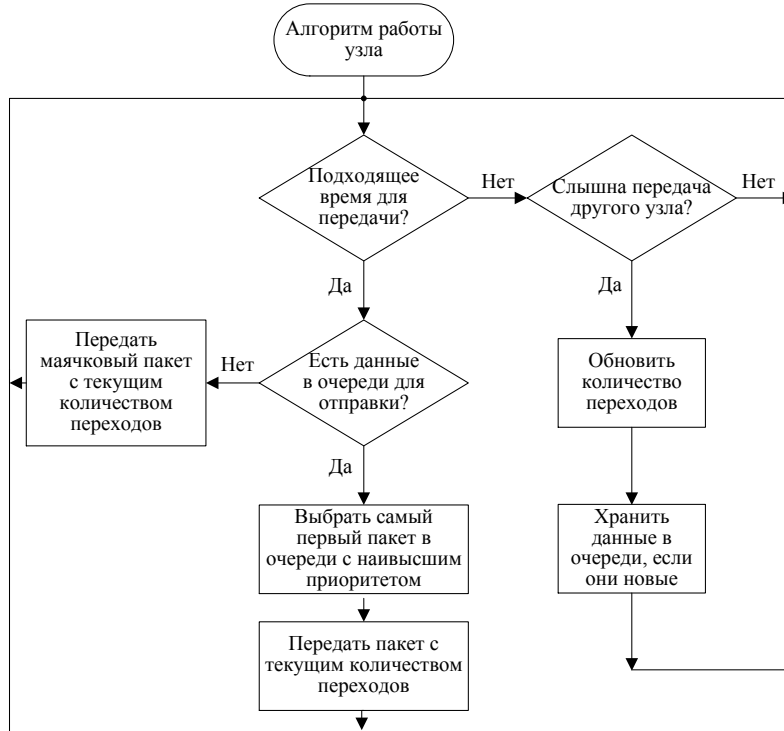 Алгоритм работы
узла
Подходящее
время для
передачи?
Нет
Слышна передача
другого узла?
Нет
Да
Да
Передать
маячковый пакет
с текущим
количеством
переходов
Нет
Есть данные
в очереди для
отправки?
Обновить
количество
переходов
Да
Выбрать самый
первый пакет в
очереди с наивысшим
приоритетом
Хранить
данные в
очереди, если
они новые
Передать пакет с
текущим количеством
переходов